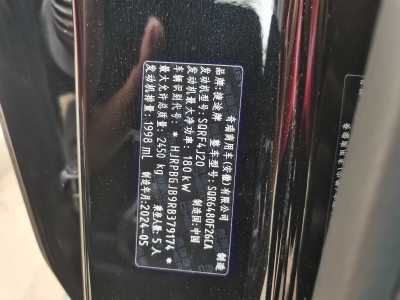 奇瑞商用车(安徽)有限公司 制造
品牌:捷途牌 整车型号:SQR6480F26CA
发动机型号:SQRF4J20 制造国:中国
发动机最大净功率:180 kW
车辆识别代号:*HJRPBGJB9RB379174*
最大允许总质量:2450 kg 乘坐人数:5人
发动机排量:1998 mL 制造年月:2024-05